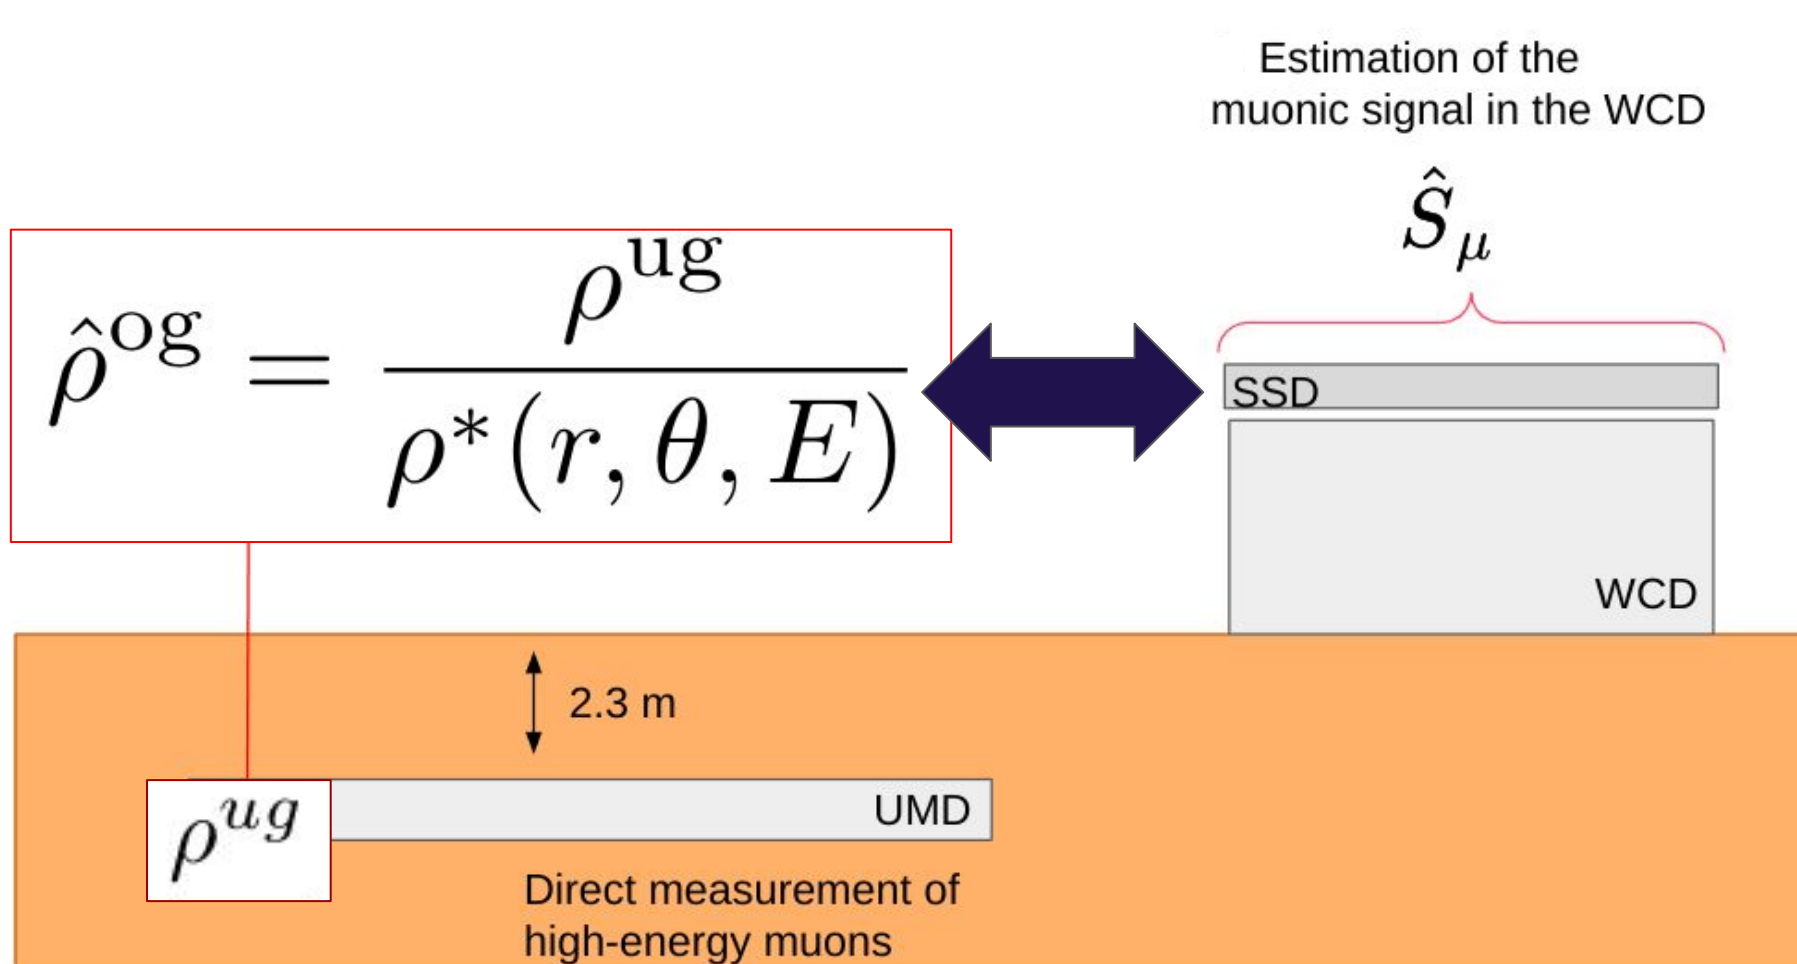 Estimation of the
muonic signal in the WCD
Ŝ_μ
ρ̂^og = ρ^ug / ρ*(r, θ, E)
SSD
WCD
2.3 m
ρ^ug
UMD
Direct measurement of
high-energy muons